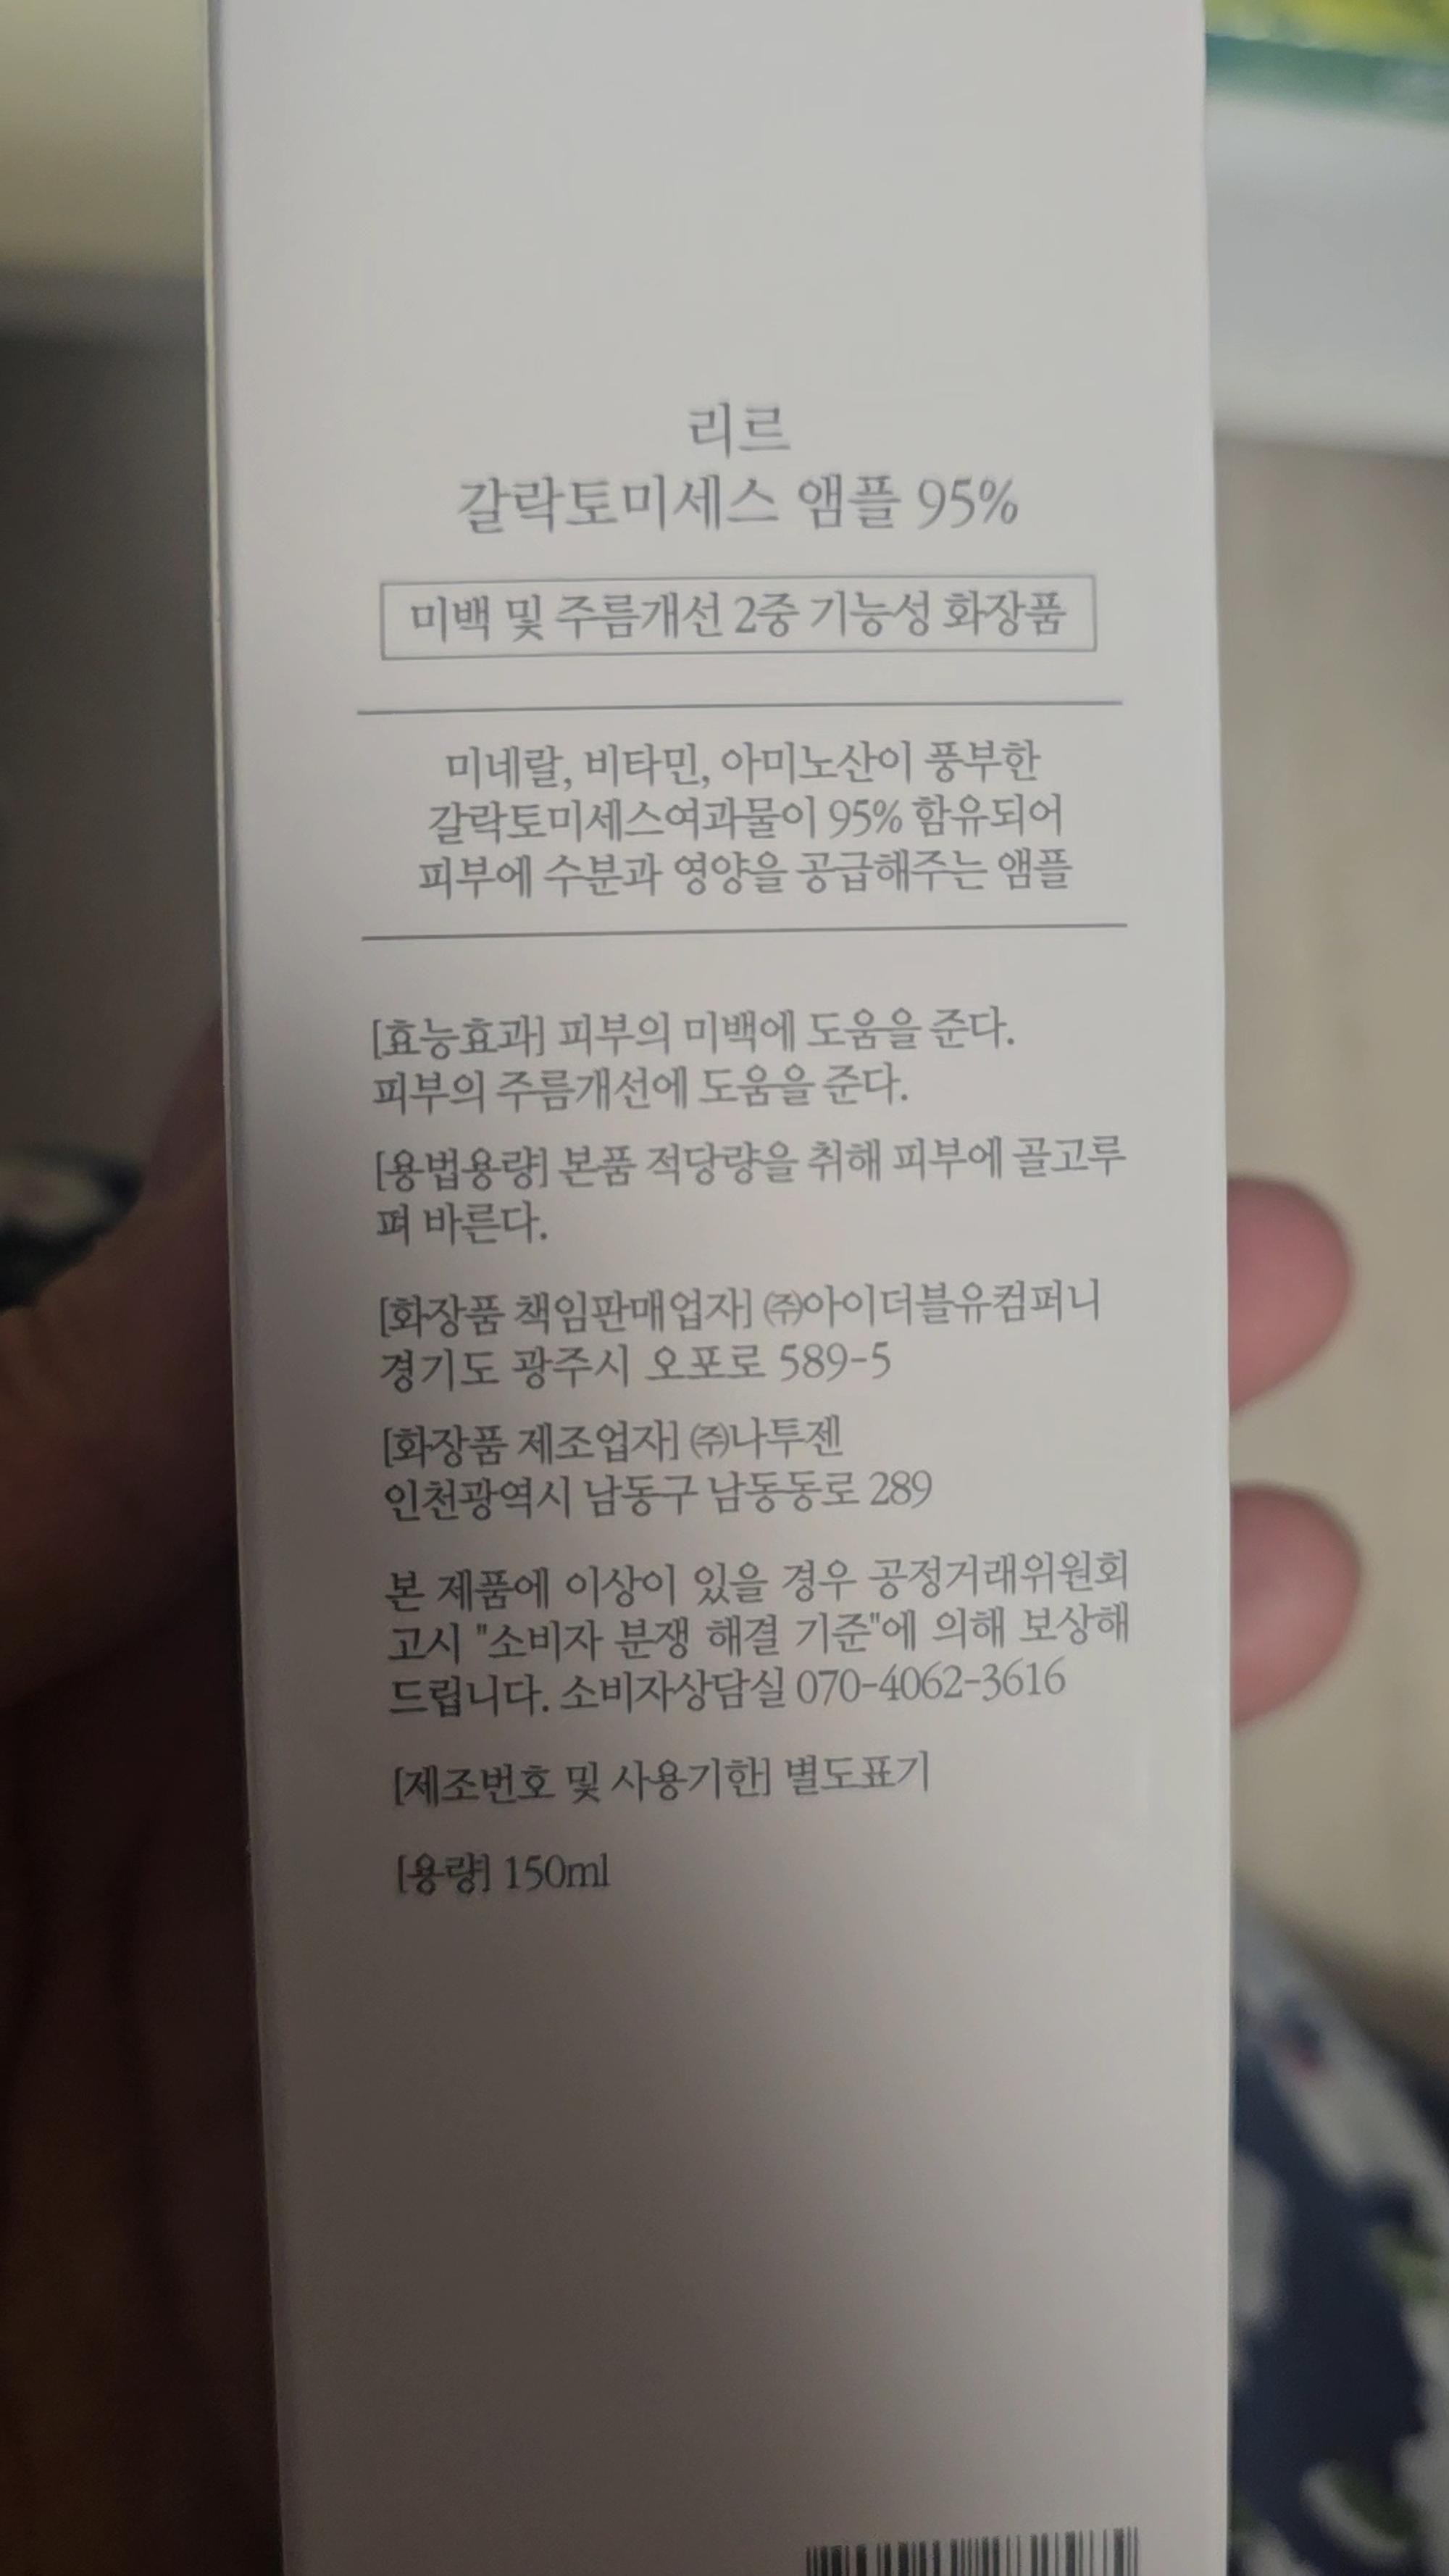 리르
갈락토미세스 앰플 95%
미백 및 주름개선 2중 기능성 화장품
미네랄, 비타민, 아미노산이 풍부한
갈락토미세스여과물이 95% 함유되어
피부에 수분과 영양을 공급해주는 앰플
[효능효과] 피부의 미백에 도움을 준다.
피부의 주름개선에 도움을 준다.
[용법용량] 본품 적당량을 취해 피부에 골고루
펴 바른다.
[화장품 책임판매업자] ㈜아이더블유컴퍼니
경기도 광주시 오포로 589-5
[화장품 제조업자] ㈜나투젠
인천광역시 남동구 남동동로 289
본 제품에 이상이 있을 경우 공정거래위원회
고시 "소비자 분쟁 해결 기준"에 의해 보상해
드립니다. 소비자상담실 070-4062-3616
[제조번호 및 사용기한] 별도표기
[용량] 150ml